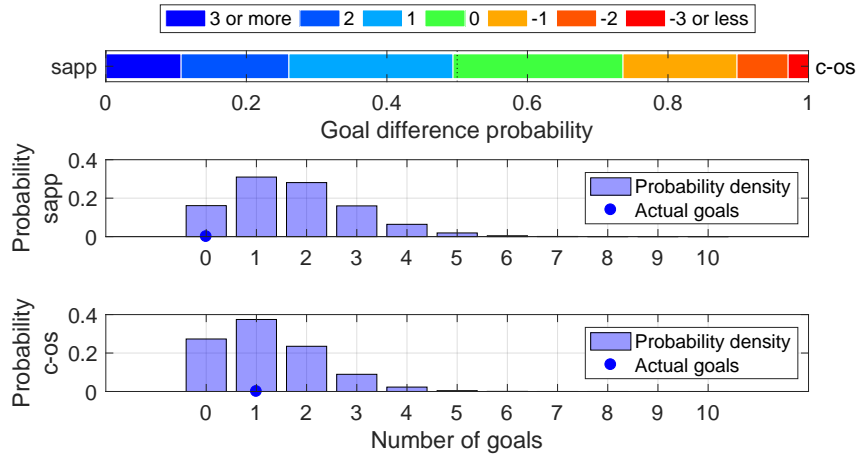 3 or more 2 1 0 -1 -2 -3 or less
sapp c-os
0 0.2 0.4 0.6 0.8 1
Goal difference probability
Probability
sapp
0.4
0.2
0
Probability density
Actual goals
0 1 2 3 4 5 6 7 8 9 10
Probability
c-os
0.4
0.2
0
Probability density
Actual goals
0 1 2 3 4 5 6 7 8 9 10
Number of goals